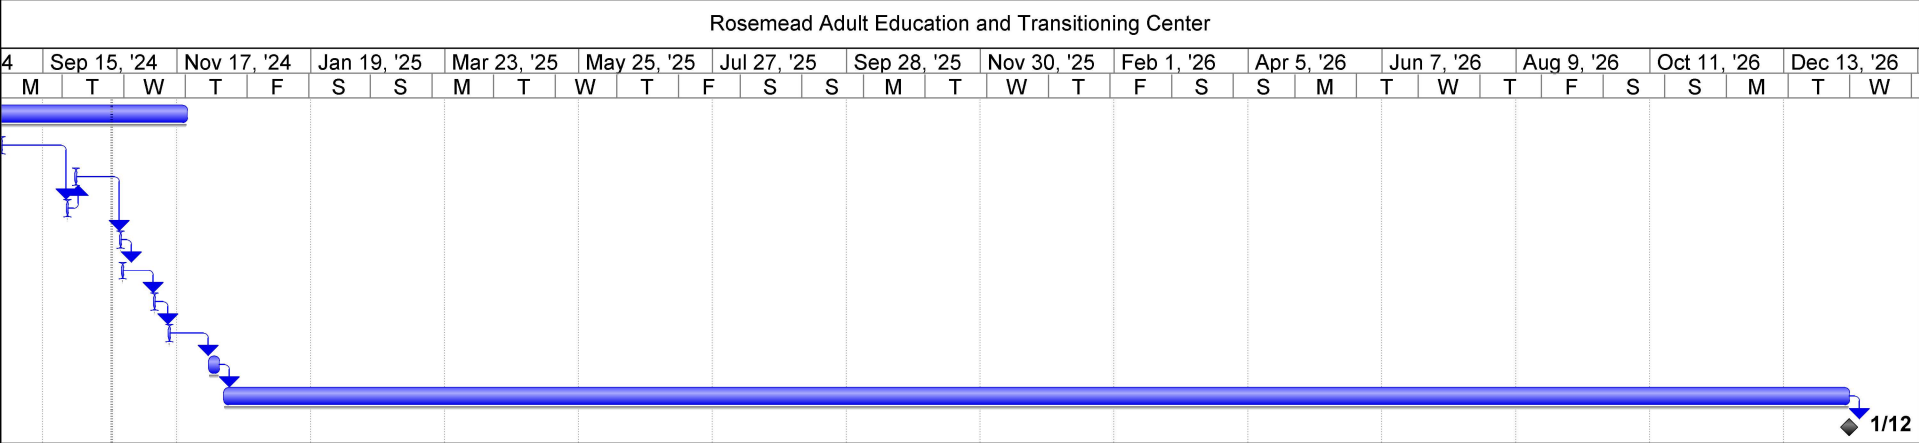 Rosemead Adult Education and Transitioning Center
4 Sep 15, '24 Nov 17, '24 Jan 19, '25 Mar 23, '25 May 25, '25 Jul 27, '25 Sep 28, '25 Nov 30, '25 Feb 1, '26 Apr 5, '26 Jun 7, '26 Aug 9, '26 Oct 11, '26 Dec 13, '26
M T W T F S S M T W T F S S M T W T F S S M T W T F S S M T W
1/12